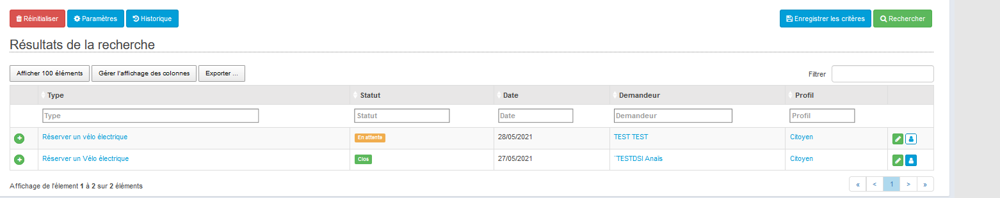 Réinitialiser Paramètres Historique Enregistrer les critères Rechercher
Résultats de la recherche
Afficher 100 éléments Gérer l'affichage des colonnes Exporter ... Filtrer
Type Statut Date Demandeur Profil
Type Statut Date Demandeur Profil
Réserver un vélo électrique En attente 28/05/2021 TEST TEST Citoyen
Réserver un Vélo électrique Clos 27/05/2021 "TESTDSI Anaïs Citoyen
Affichage de l'élement 1 à 2 sur 2 éléments « < 1 > »